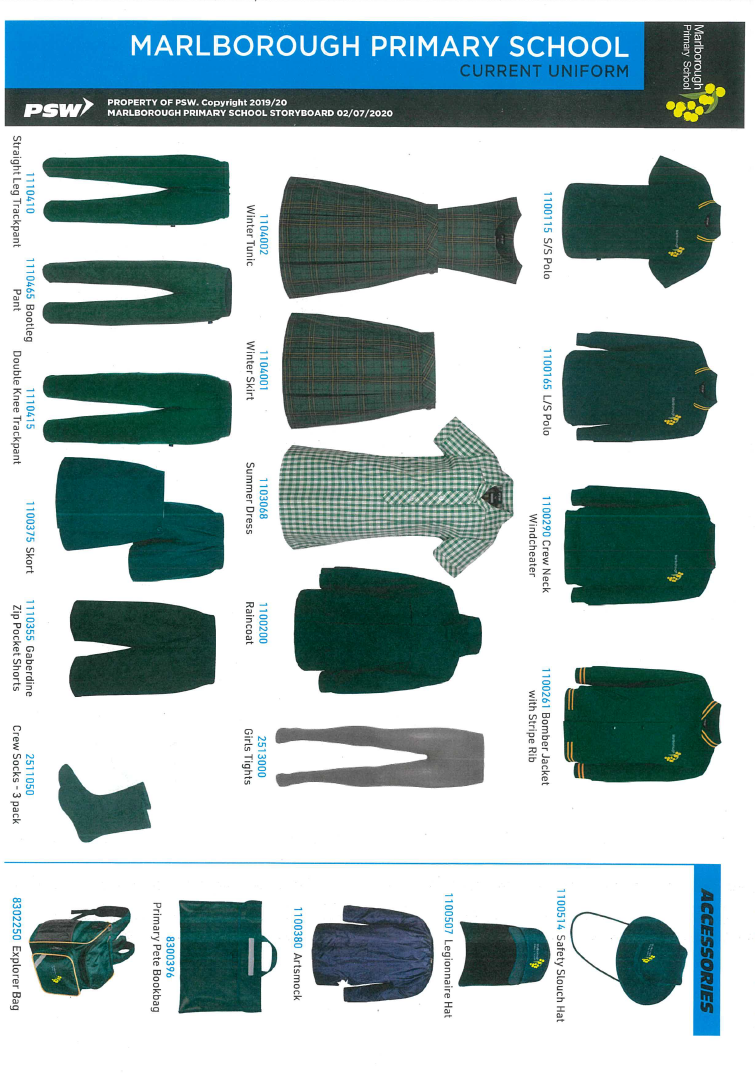 MARLBOROUGH PRIMARY SCHOOL
CURRENT UNIFORM
Marlborough
Primary School
PSW
PROPERTY OF PSW. Copyright 2019/20
MARLBOROUGH PRIMARY SCHOOL STORYBOARD 02/07/2020
1100115 S/S Polo
1100165 L/S Polo
1100290 Crew Neck
Windcheater
1100261 Bomber Jacket
with Stripe Rib
1104002
Winter Tunic
1104001
Winter Skirt
1103068
Summer Dress
1100200
Raincoat
2513000
Girls Tights
1110410
Straight Leg Trackpant
1110465 Bootleg
Pant
1110415
Double Knee Trackpant
1100375 Skort
1110355 Gaberdine
Zip Pocket Shorts
2511050
Crew Socks - 3 pack
ACCESSORIES
1100514 Safety Slouch Hat
1100507 Legionnaire Hat
1100380 Artsmock
8300396
Primary Pete Bookbag
8302250 Explorer Bag